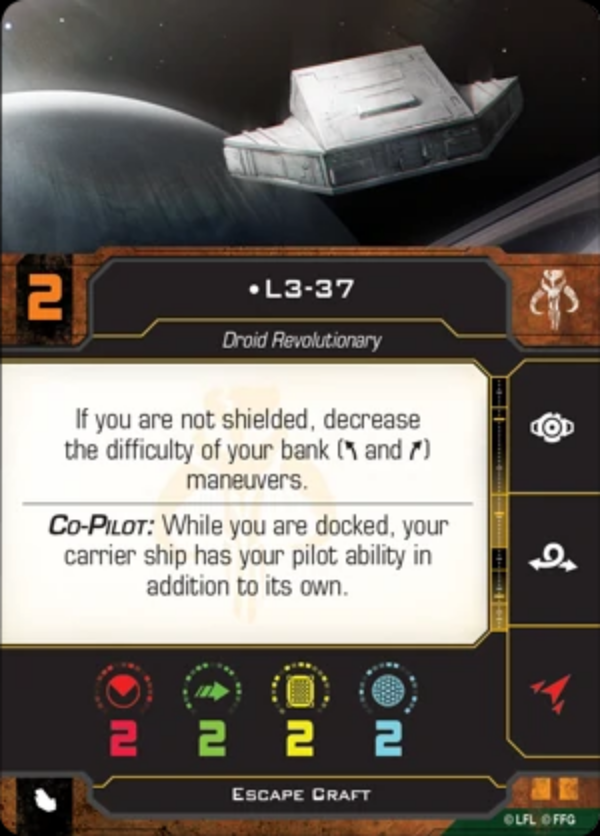 2
•L3-37
Droid Revolutionary
If you are not shielded, decrease
the difficulty of your bank (↖ and ↗)
maneuvers.
Co-Pilot: While you are docked, your
carrier ship has your pilot ability in
addition to its own.
2 2 2 2
Escape Craft
© LFL © FFG